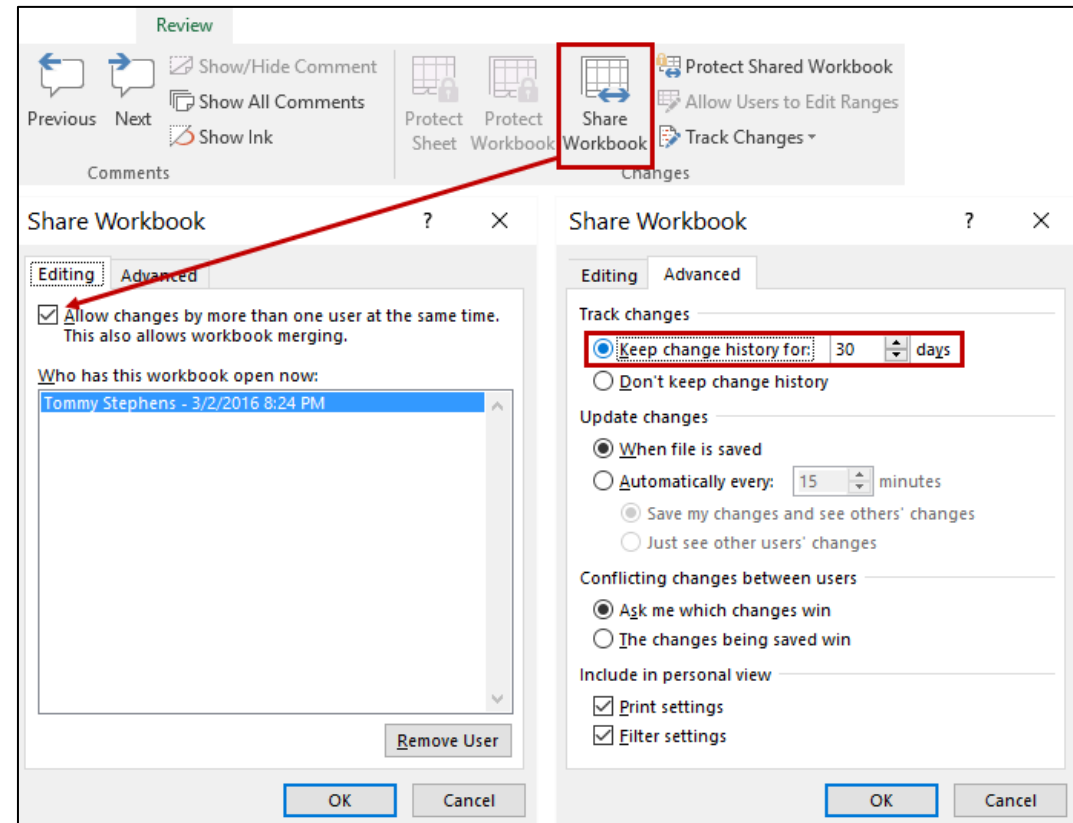 Review
Show/Hide Comment
Show All Comments
Show Ink
Previous Next
Comments
Protect Sheet
Protect Workbook
Share Workbook
Protect Shared Workbook
Allow Users to Edit Ranges
Track Changes
Changes
Share Workbook ? ×
Editing Advanced
Allow changes by more than one user at the same time.
This also allows workbook merging.
Who has this workbook open now:
Tommy Stephens - 3/2/2016 8:24 PM
Remove User
OK Cancel
Share Workbook ? ×
Editing Advanced
Track changes
Keep change history for: 30 days
Don't keep change history
Update changes
When file is saved
Automatically every: 15 minutes
Save my changes and see others' changes
Just see other users' changes
Conflicting changes between users
Ask me which changes win
The changes being saved win
Include in personal view
Print settings
Filter settings
OK Cancel